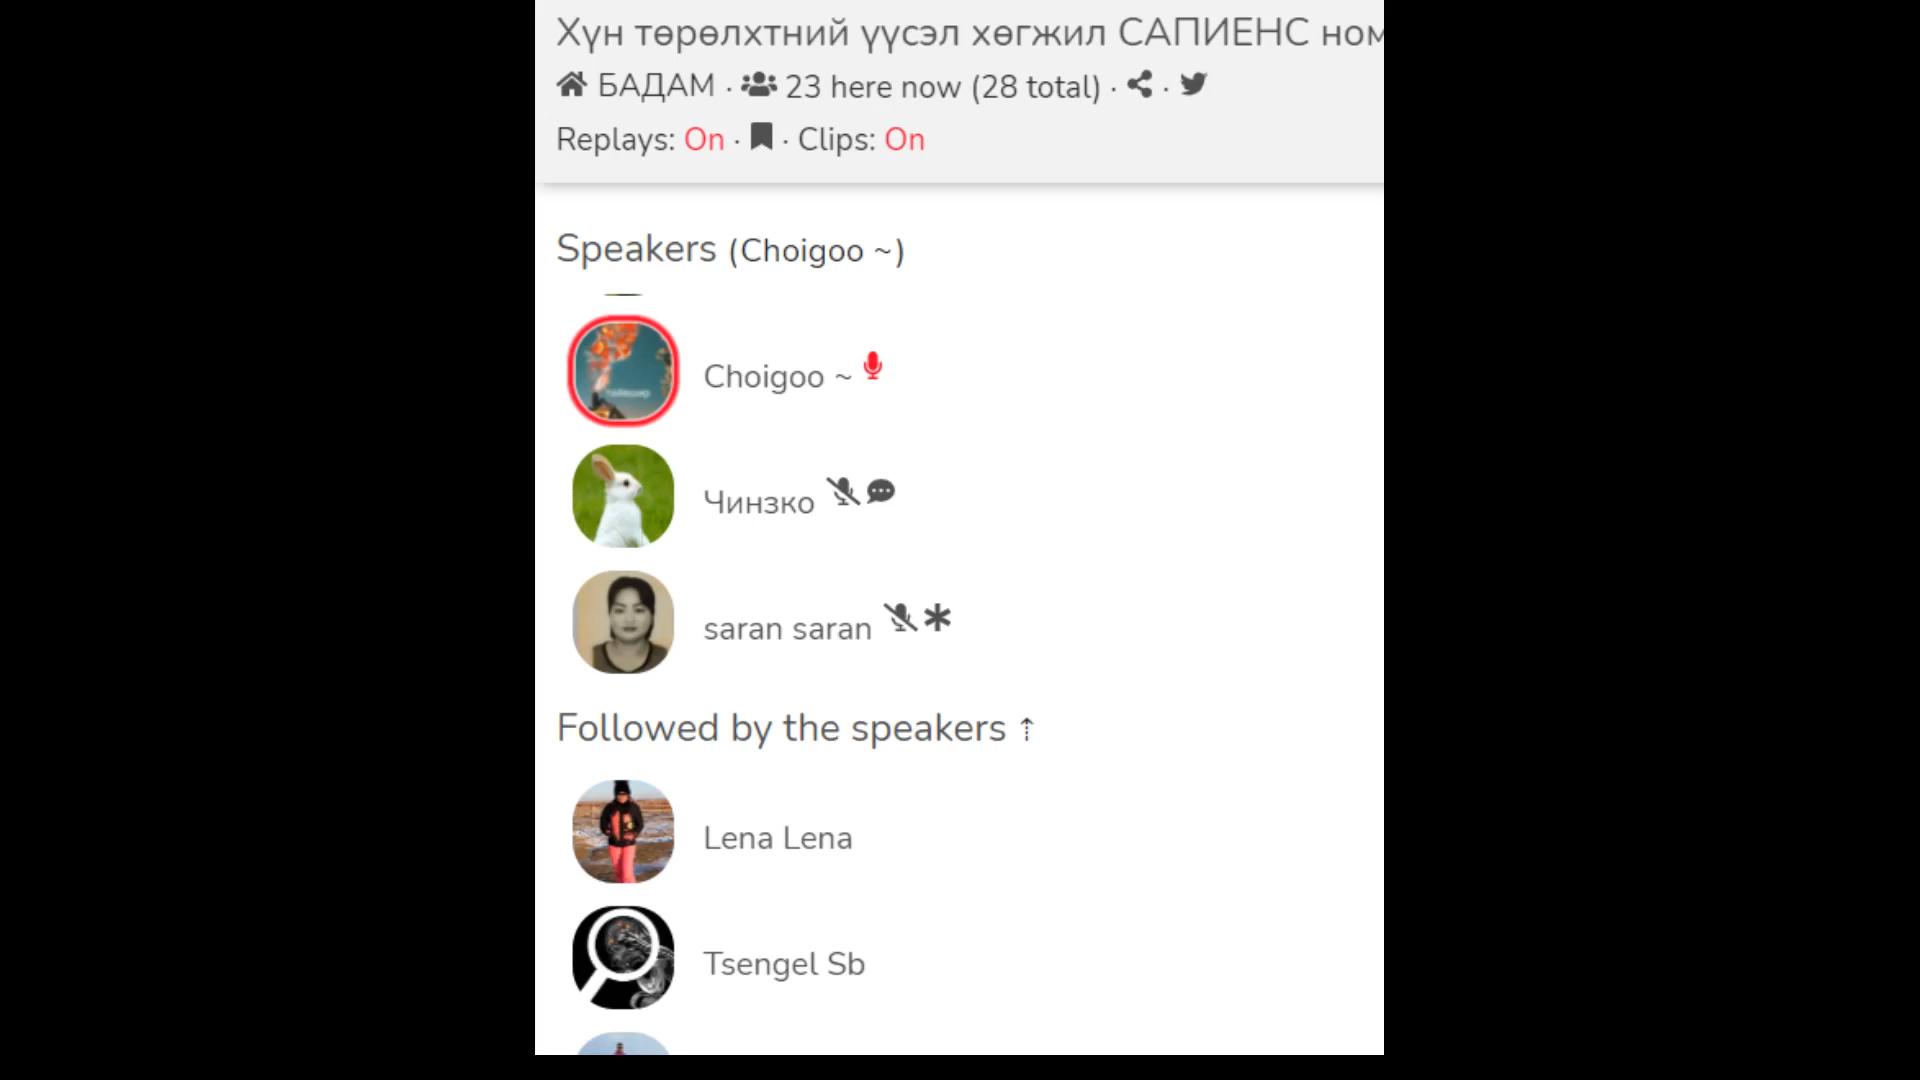 Хүн төрөлхтний үүсэл хөгжил САПИЕНС ном
БАДАМ · 23 here now (28 total) · ·
Replays: On · · Clips: On
Speakers (Choigoo ~)
Choigoo ~
Чинзко
saran saran
Followed by the speakers ⇡
Lena Lena
Tsengel Sb